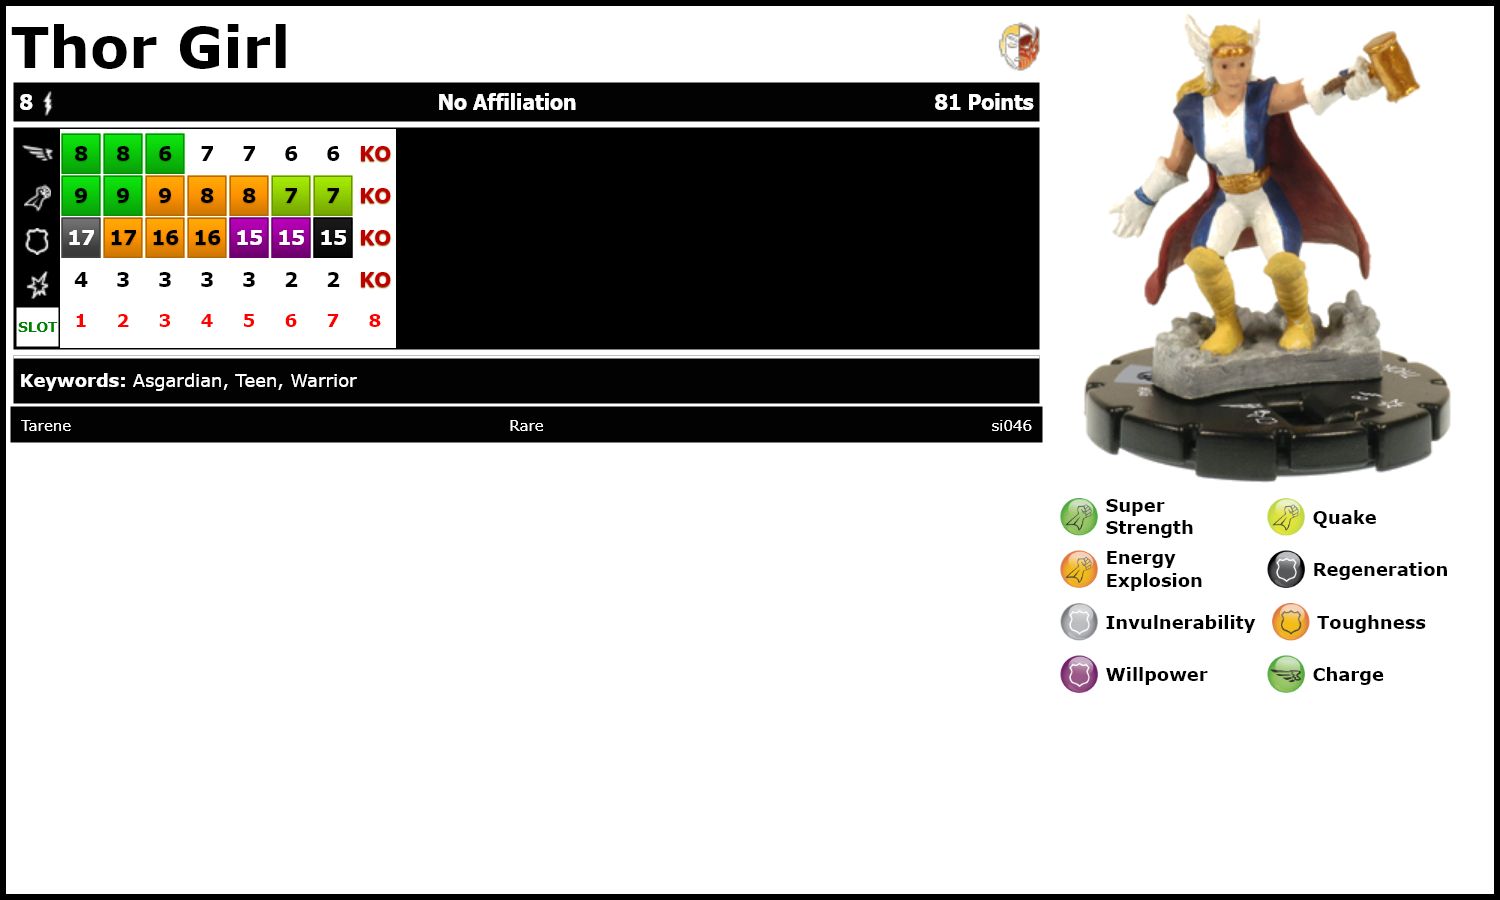 Thor Girl
8 No Affiliation 81 Points
8 8 6 7 7 6 6 KO
9 9 9 8 8 7 7 KO
17 17 16 16 15 15 15 KO
4 3 3 3 3 2 2 KO
SLOT 1 2 3 4 5 6 7 8
Keywords: Asgardian, Teen, Warrior
Tarene Rare si046
Super Strength
Quake
Energy Explosion
Regeneration
Invulnerability
Toughness
Willpower
Charge